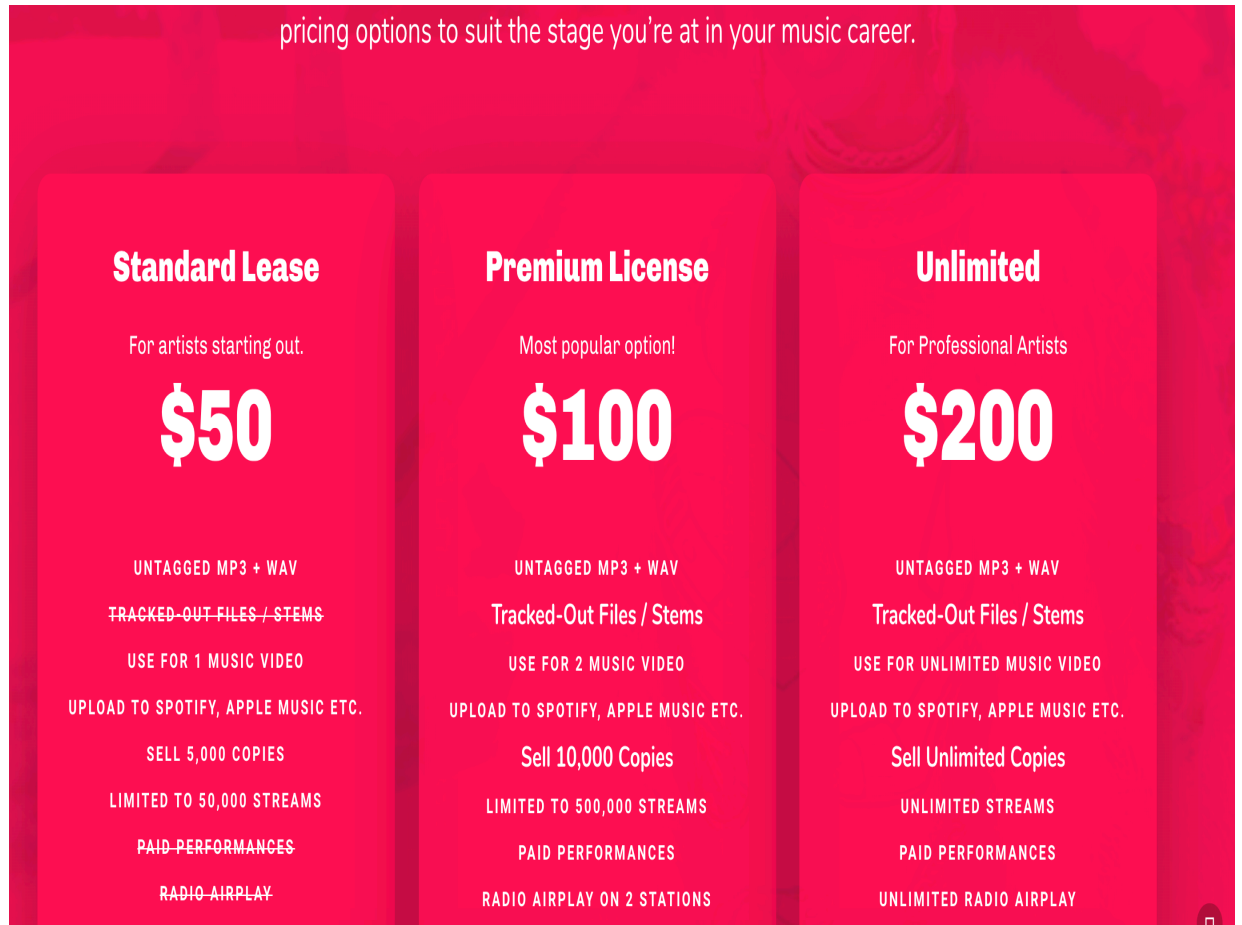 pricing options to suit the stage you’re at in your music career.
Standard Lease
For artists starting out.
$50
UNTAGGED MP3 + WAV
TRACKED-OUT FILES / STEMS
USE FOR 1 MUSIC VIDEO
UPLOAD TO SPOTIFY, APPLE MUSIC ETC.
SELL 5,000 COPIES
LIMITED TO 50,000 STREAMS
PAID PERFORMANCES
RADIO AIRPLAY
Premium License
Most popular option!
$100
UNTAGGED MP3 + WAV
Tracked-Out Files / Stems
USE FOR 2 MUSIC VIDEO
UPLOAD TO SPOTIFY, APPLE MUSIC ETC.
Sell 10,000 Copies
LIMITED TO 500,000 STREAMS
PAID PERFORMANCES
RADIO AIRPLAY ON 2 STATIONS
Unlimited
For Professional Artists
$200
UNTAGGED MP3 + WAV
Tracked-Out Files / Stems
USE FOR UNLIMITED MUSIC VIDEO
UPLOAD TO SPOTIFY, APPLE MUSIC ETC.
Sell Unlimited Copies
UNLIMITED STREAMS
PAID PERFORMANCES
UNLIMITED RADIO AIRPLAY